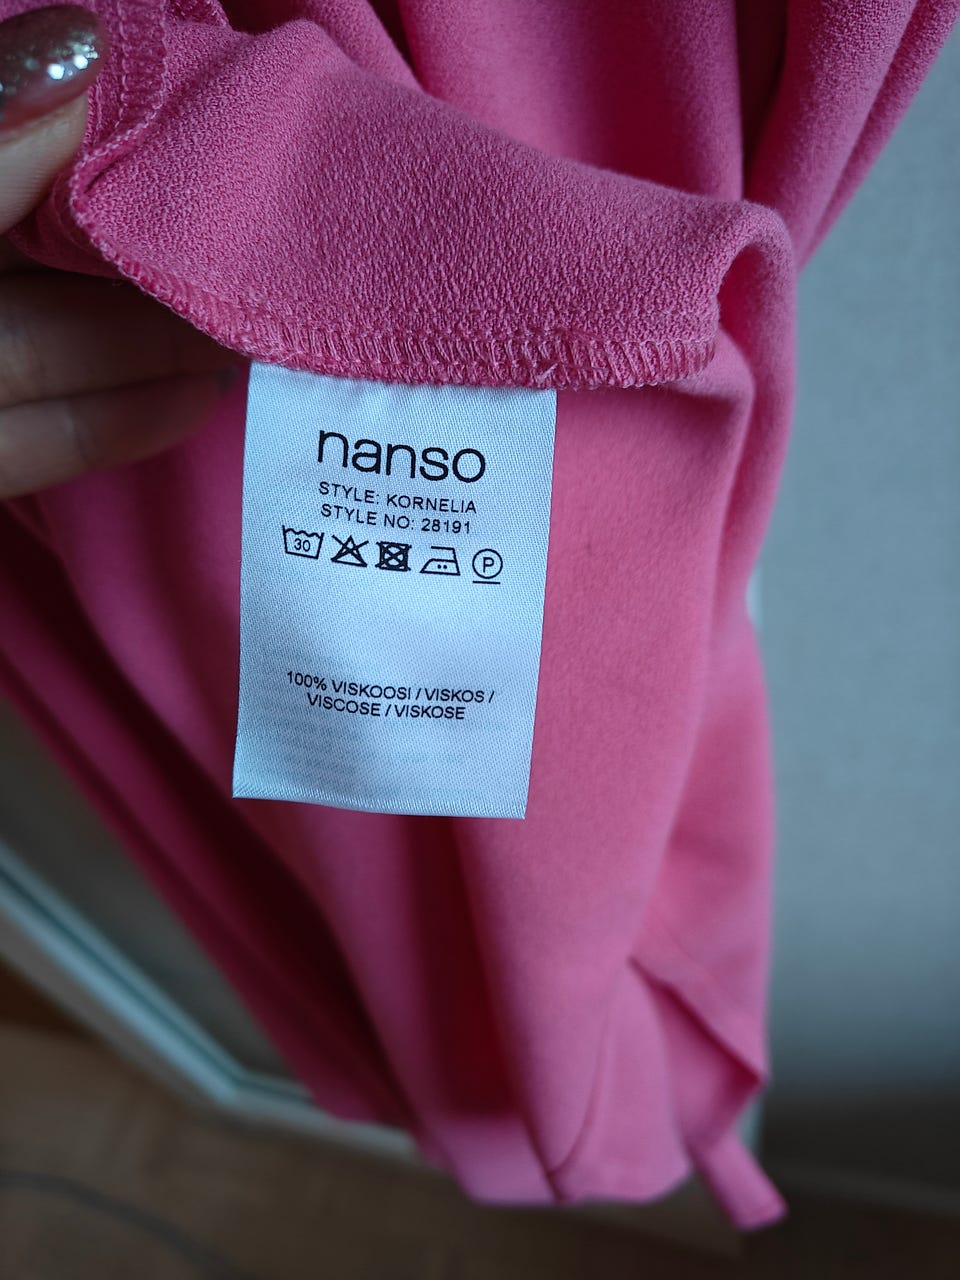 nanso
STYLE: KORNELIA
STYLE NO: 28191
30 P
100% VISKOOSI / VISKOS /
VISCOSE / VISKOSE